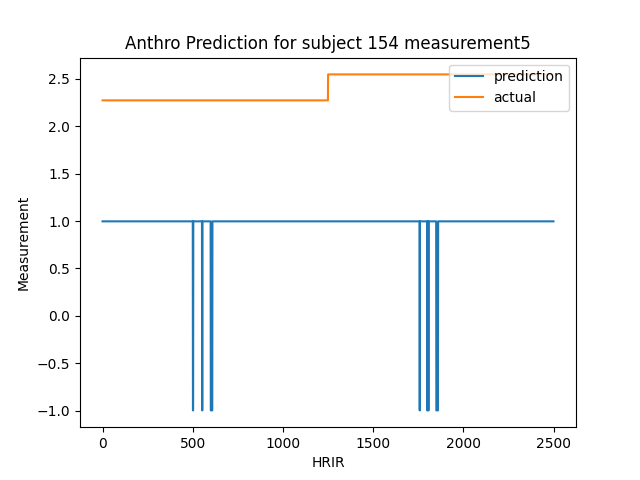 Anthro Prediction for subject 154 measurement5
prediction
actual
2.5
2.0
1.5
1.0
0.5
0.0
−0.5
−1.0
Measurement
0 500 1000 1500 2000 2500
HRIR